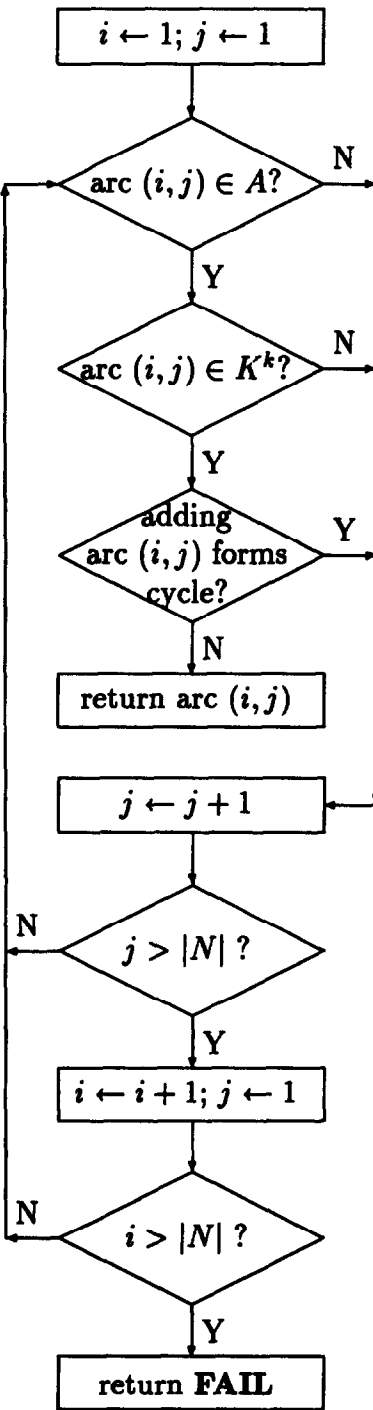 i ← 1; j ← 1
arc (i, j) ∈ A?
N
Y
arc (i, j) ∈ K^k?
N
Y
adding
arc (i, j) forms
cycle?
Y
N
return arc (i, j)
j ← j + 1
N
j > |N| ?
Y
i ← i + 1; j ← 1
N
i > |N| ?
Y
return FAIL